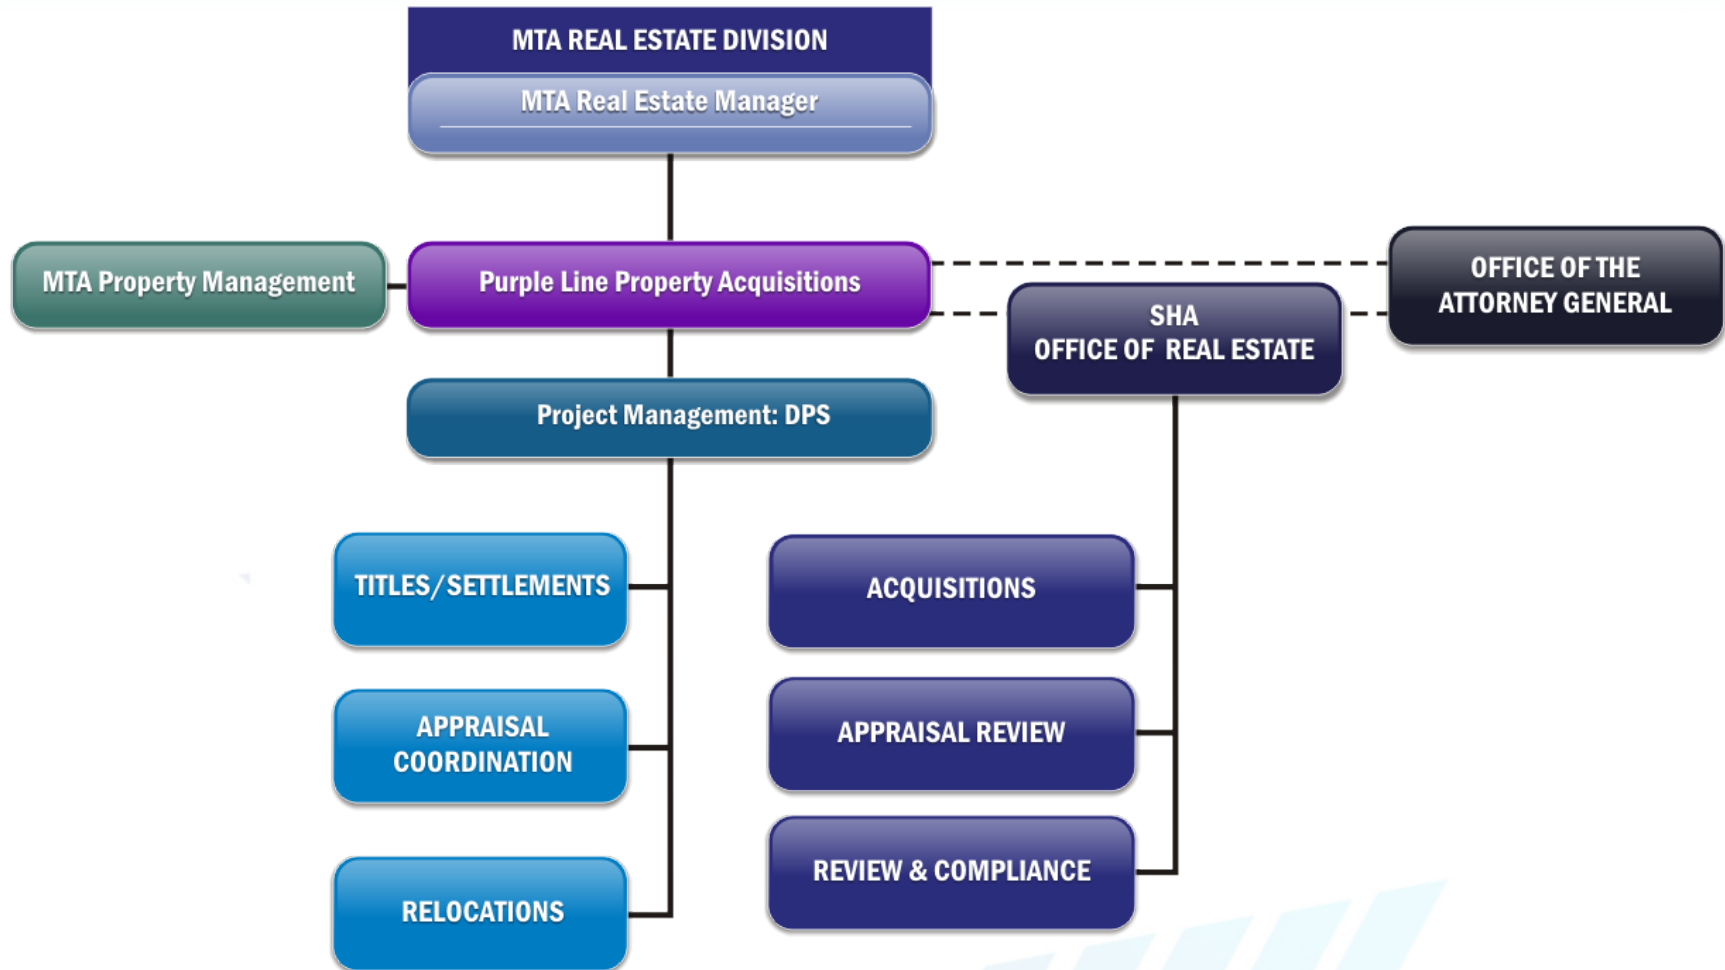 MTA REAL ESTATE DIVISION
MTA Real Estate Manager
MTA Property Management
Purple Line Property Acquisitions
OFFICE OF THE
ATTORNEY GENERAL
SHA
OFFICE OF REAL ESTATE
Project Management: DPS
TITLES/SETTLEMENTS
APPRAISAL
COORDINATION
RELOCATIONS
ACQUISITIONS
APPRAISAL REVIEW
REVIEW & COMPLIANCE